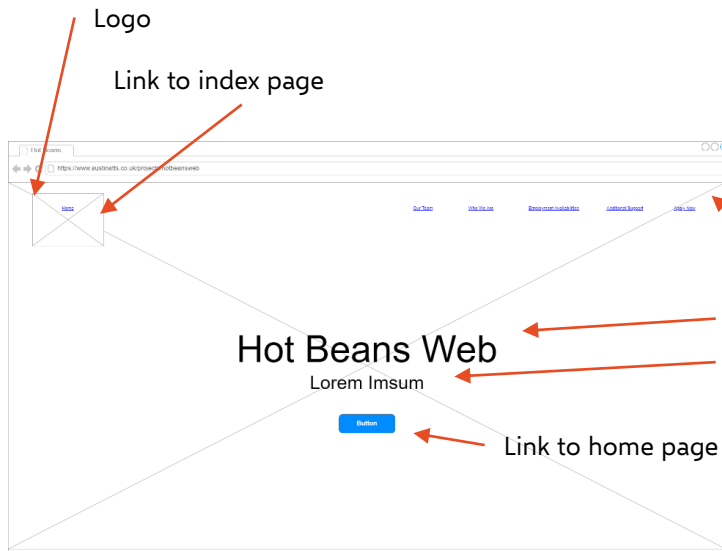 Logo
Link to index page
Hot Beans
https://www.austinatts.co.uk/projects/hotbeansweb
Home
Our Team
Who We Are
Employment Availabilities
Additional Support
Apply Now
Hot Beans Web
Lorem Imsum
Button
Link to home page